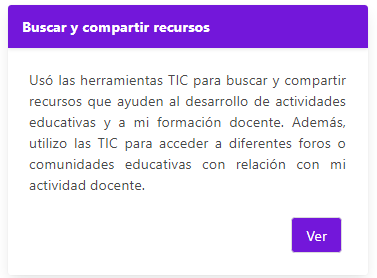 Buscar y compartir recursos
Usó las herramientas TIC para buscar y compartir
recursos que ayuden al desarrollo de actividades
educativas y a mi formación docente. Además,
utilizo las TIC para acceder a diferentes foros o
comunidades educativas con relación con mi
actividad docente.
Ver